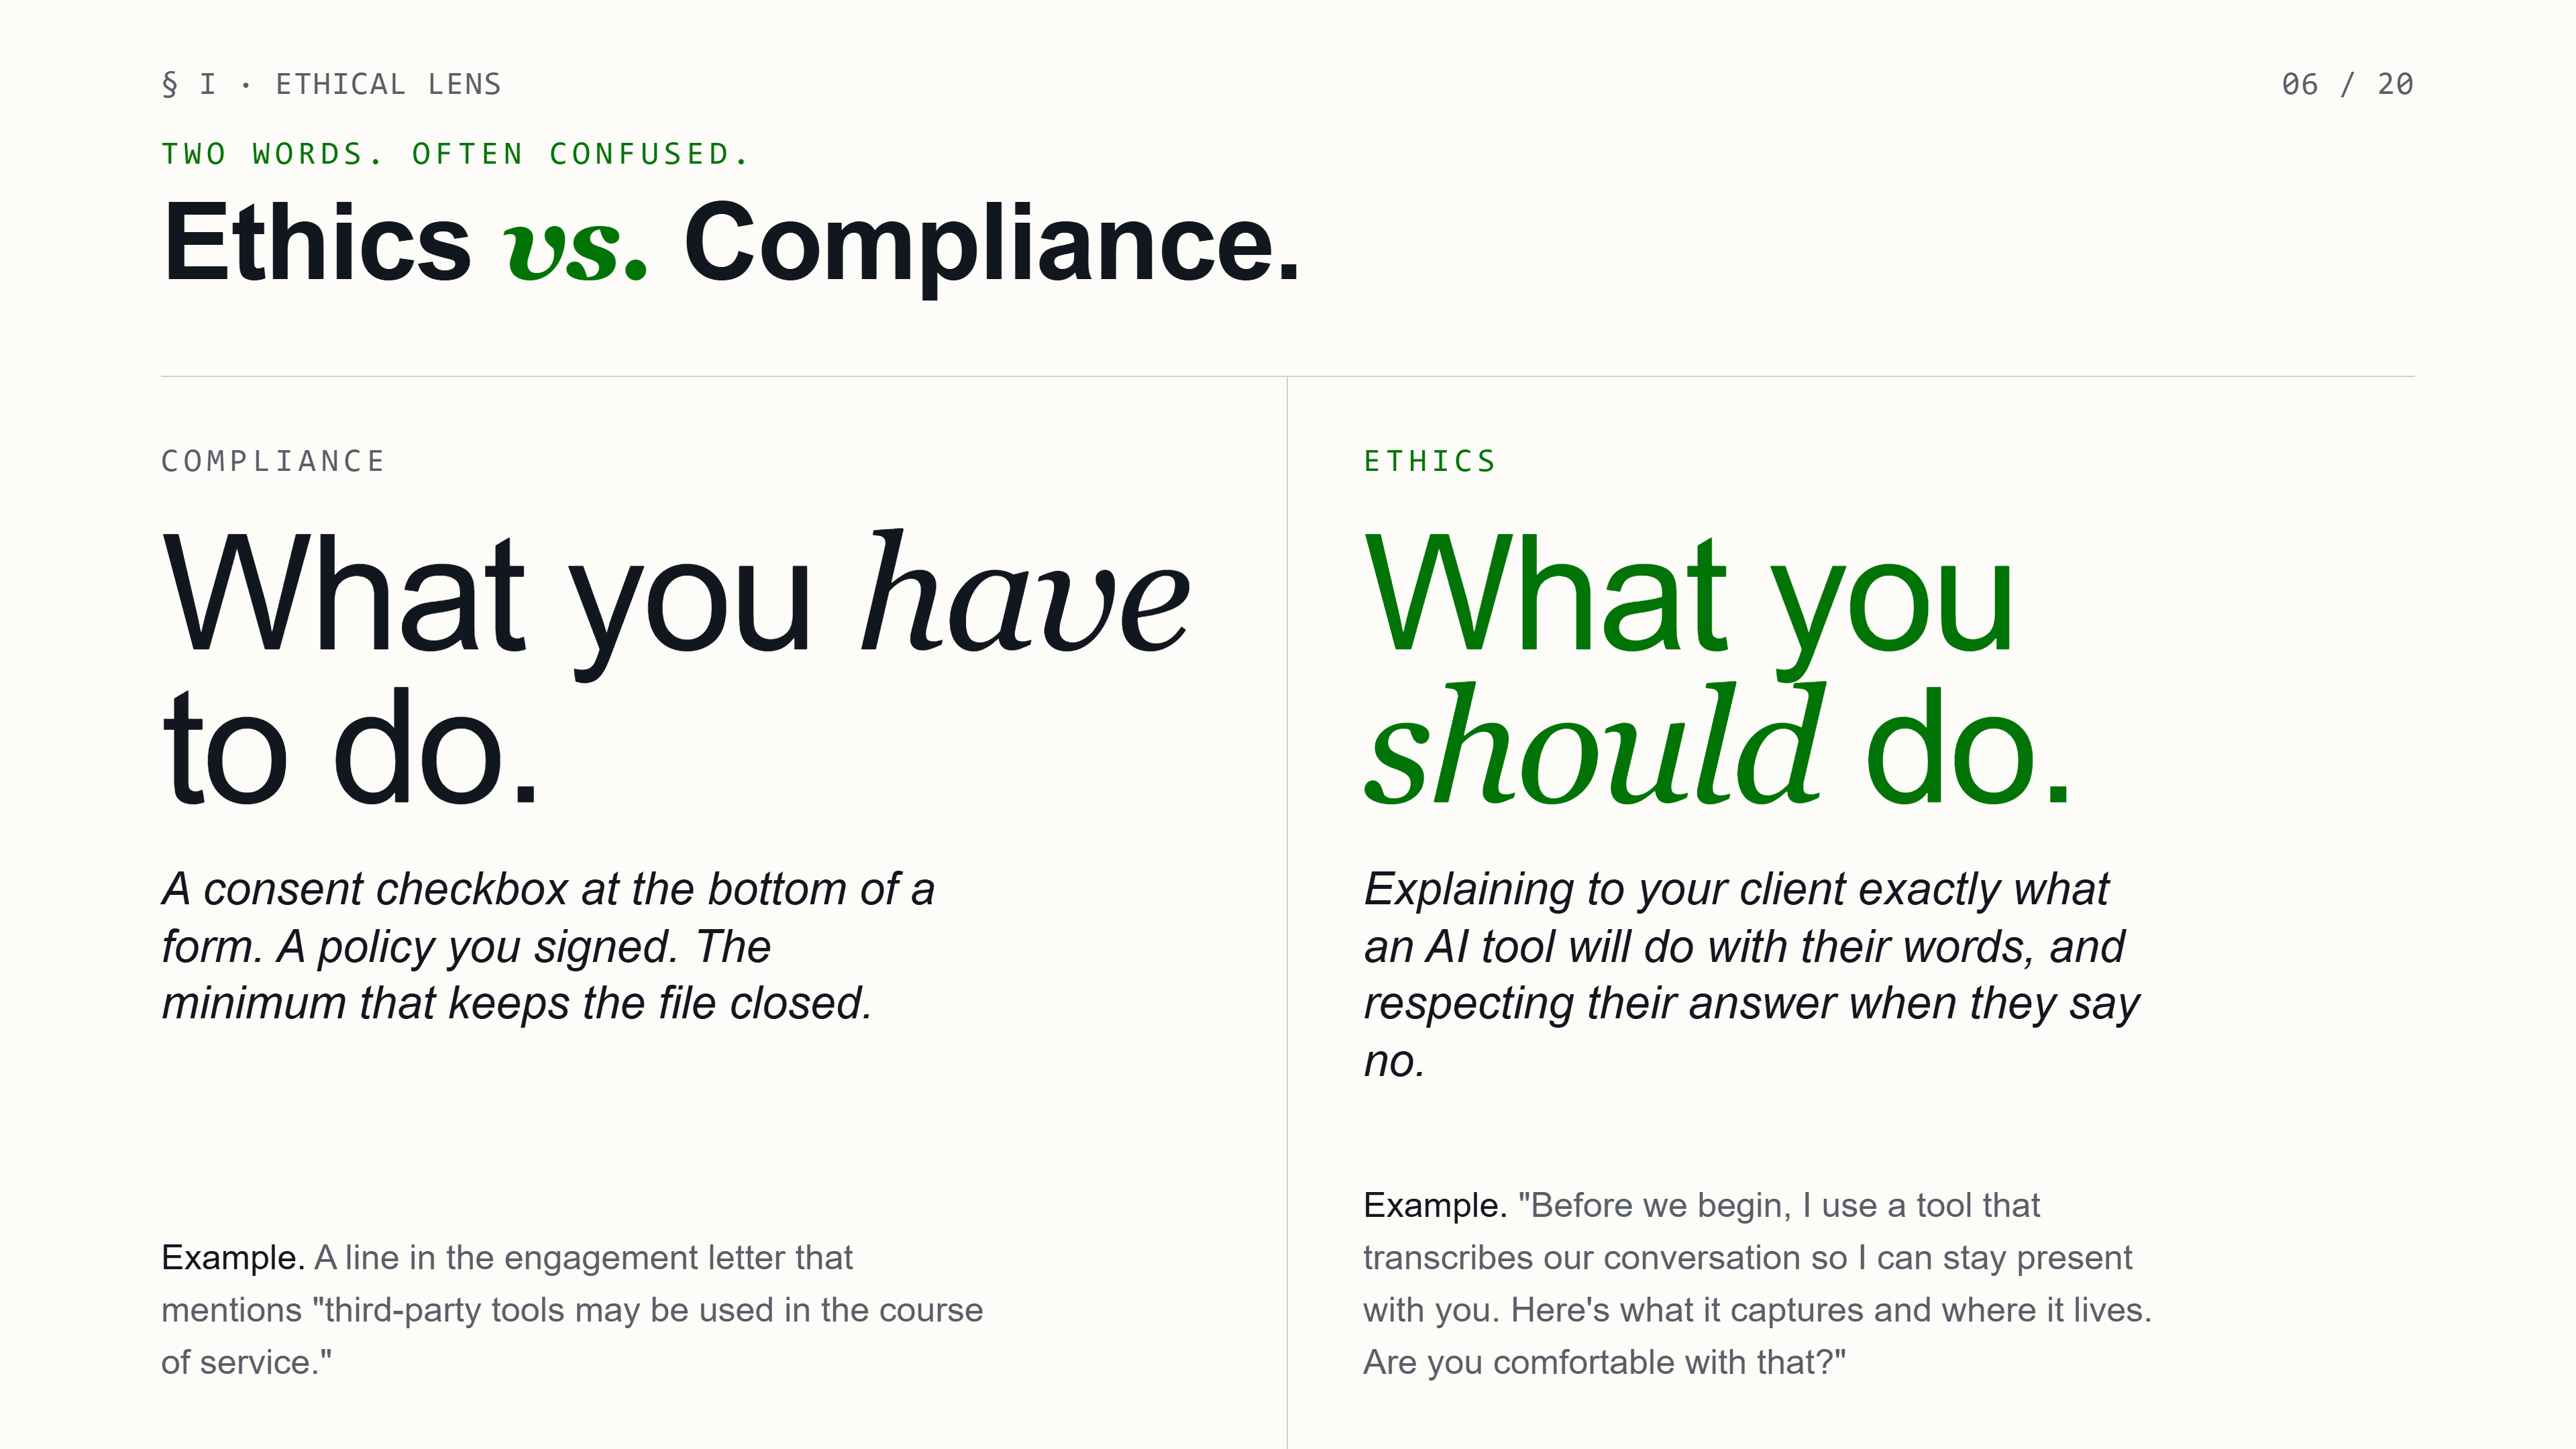 § I · ETHICAL LENS
06 / 20
TWO WORDS. OFTEN CONFUSED.
Ethics vs. Compliance.
COMPLIANCE
What you have
to do.
A consent checkbox at the bottom of a
form. A policy you signed. The
minimum that keeps the file closed.
Example. A line in the engagement letter that
mentions "third-party tools may be used in the course
of service."
ETHICS
What you
should do.
Explaining to your client exactly what
an AI tool will do with their words, and
respecting their answer when they say
no.
Example. "Before we begin, I use a tool that
transcribes our conversation so I can stay present
with you. Here's what it captures and where it lives.
Are you comfortable with that?"